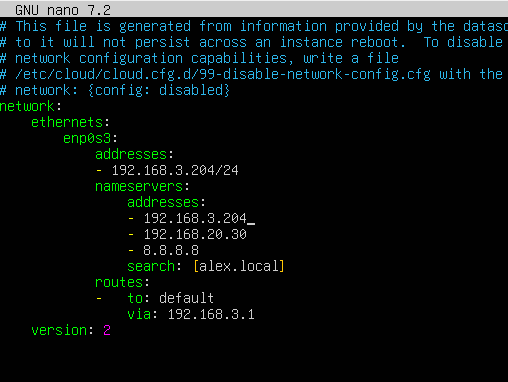 GNU nano 7.2
# This file is generated from information provided by the dataso
# to it will not persist across an instance reboot.  To disable
# network configuration capabilities, write a file
# /etc/cloud/cloud.cfg.d/99-disable-network-config.cfg with the
# network: {config: disabled}
network:
    ethernets:
        enp0s3:
            addresses:
            - 192.168.3.204/24
            nameservers:
                addresses:
                - 192.168.3.204
                - 192.168.20.30
                - 8.8.8.8
                search: [alex.local]
            routes:
            -   to: default
                via: 192.168.3.1
    version: 2